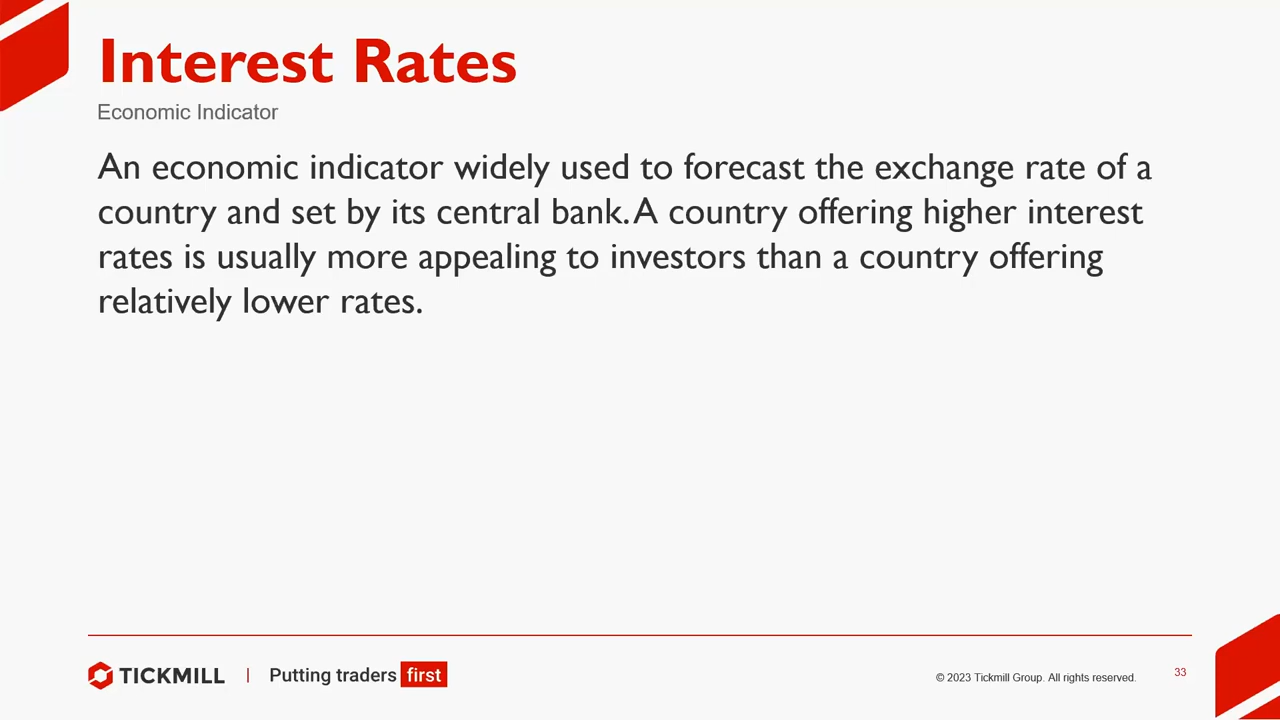 Interest Rates
Economic Indicator
An economic indicator widely used to forecast the exchange rate of a
country and set by its central bank. A country offering higher interest
rates is usually more appealing to investors than a country offering
relatively lower rates.
TICKMILL | Putting traders first
© 2023 Tickmill Group. All rights reserved.
33